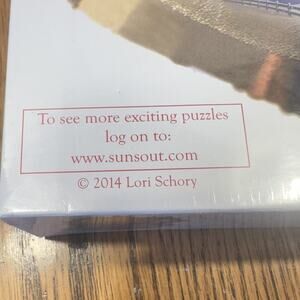 To see more exciting puzzles
log on to:
www.sunsout.com
© 2014 Lori Schory